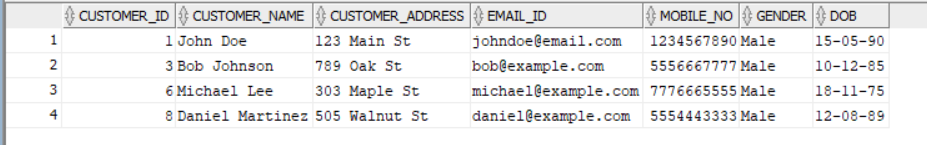 CUSTOMER_ID CUSTOMER_NAME CUSTOMER_ADDRESS EMAIL_ID MOBILE_NO GENDER DOB
1 1 John Doe 123 Main St johndoe@email.com 1234567890 Male 15-05-90
2 3 Bob Johnson 789 Oak St bob@example.com 5556667777 Male 10-12-85
3 6 Michael Lee 303 Maple St michael@example.com 7776665555 Male 18-11-75
4 8 Daniel Martinez 505 Walnut St daniel@example.com 5554443333 Male 12-08-89